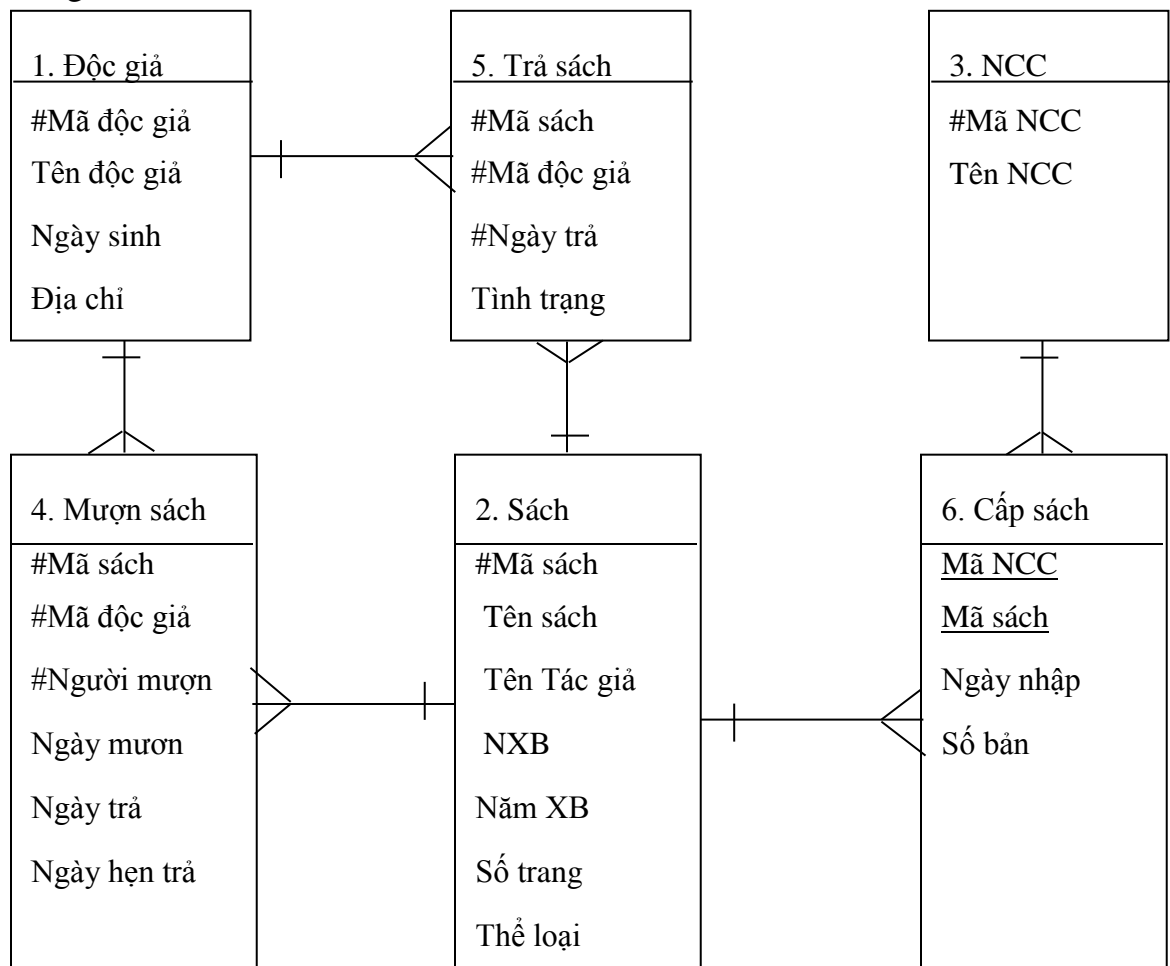 1. Độc giả
#Mã độc giả
Tên độc giả
Ngày sinh
Địa chỉ
5. Trả sách
#Mã sách
#Mã độc giả
#Ngày trả
Tình trạng
3. NCC
#Mã NCC
Tên NCC
4. Mượn sách
#Mã sách
#Mã độc giả
#Người mượn
Ngày mươn
Ngày trả
Ngày hẹn trả
2. Sách
#Mã sách
Tên sách
Tên Tác giả
NXB
Năm XB
Số trang
Thể loại
6. Cấp sách
Mã NCC
Mã sách
Ngày nhập
Số bản